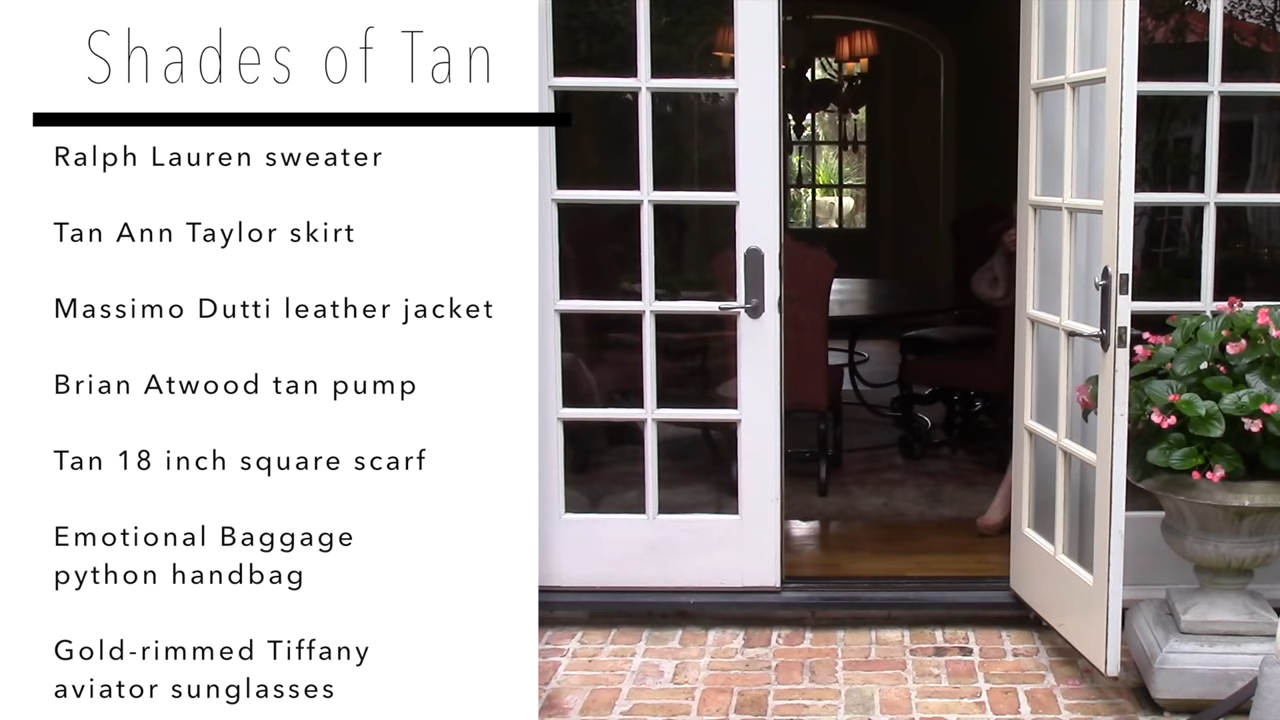 Shades of Tan
Ralph Lauren sweater
Tan Ann Taylor skirt
Massimo Dutti leather jacket
Brian Atwood tan pump
Tan 18 inch square scarf
Emotional Baggage
python handbag
Gold-rimmed Tiffany
aviator sunglasses